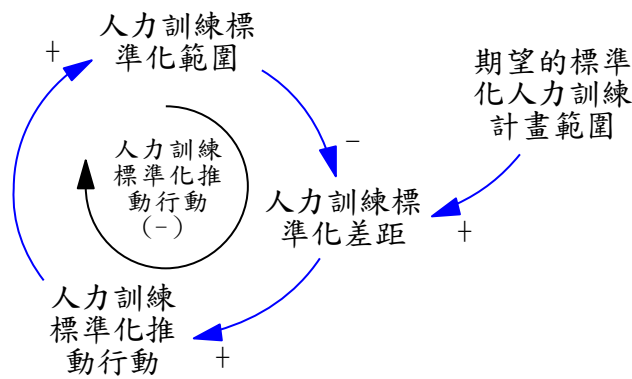 人力訓練標
準化範圍
+
期望的標準
化人力訓練
計畫範圍
人力訓練
標準化推
動行動
(-)
-
人力訓練標
準化差距
+
人力訓練
標準化推
動行動
+